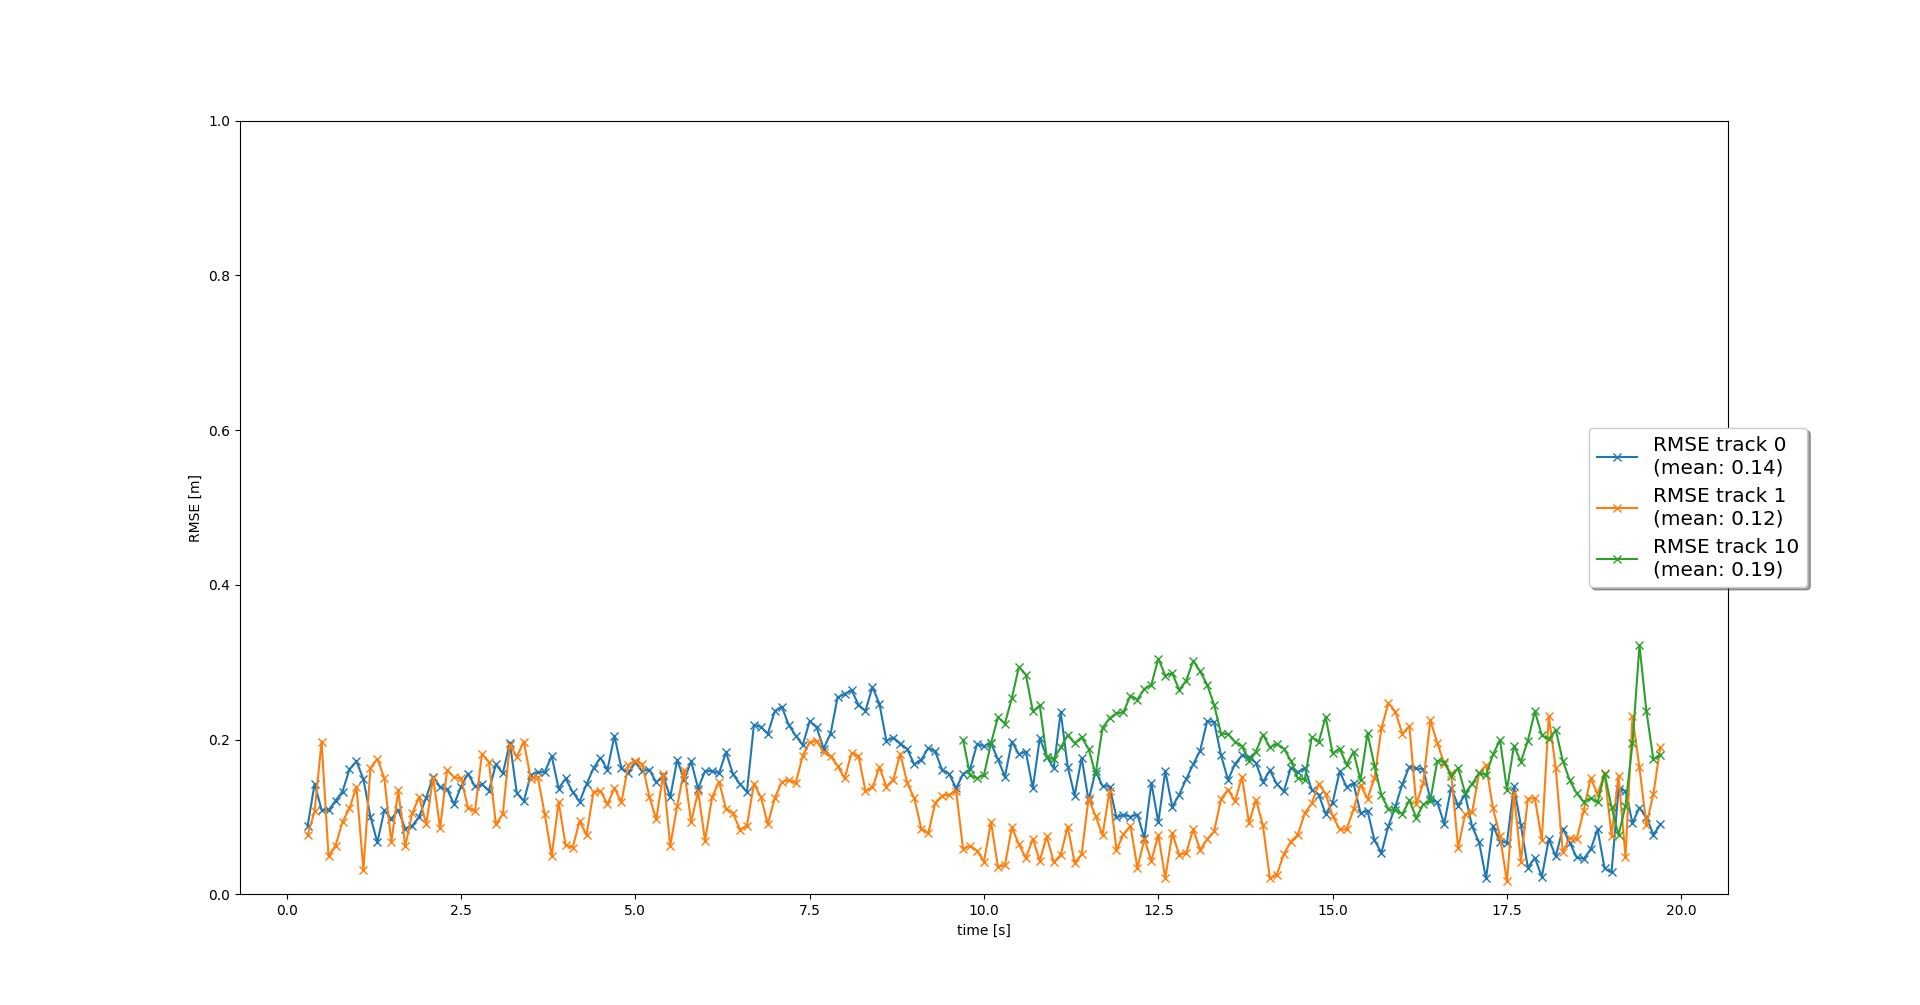 1.0
0.8
0.6
0.4
0.2
0.0
RMSE [m]
0.0 2.5 5.0 7.5 10.0 12.5 15.0 17.5 20.0
time [s]
RMSE track 0
(mean: 0.14)
RMSE track 1
(mean: 0.12)
RMSE track 10
(mean: 0.19)